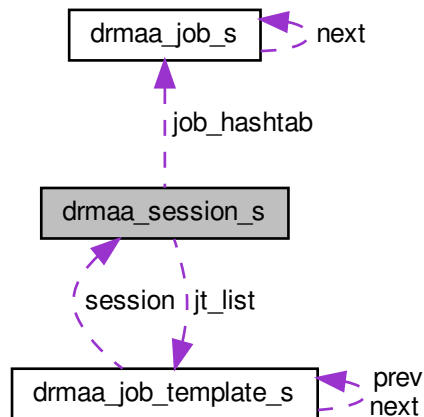 drmaa_job_s
next
job_hashtab
drmaa_session_s
session
jt_list
drmaa_job_template_s
prev
next